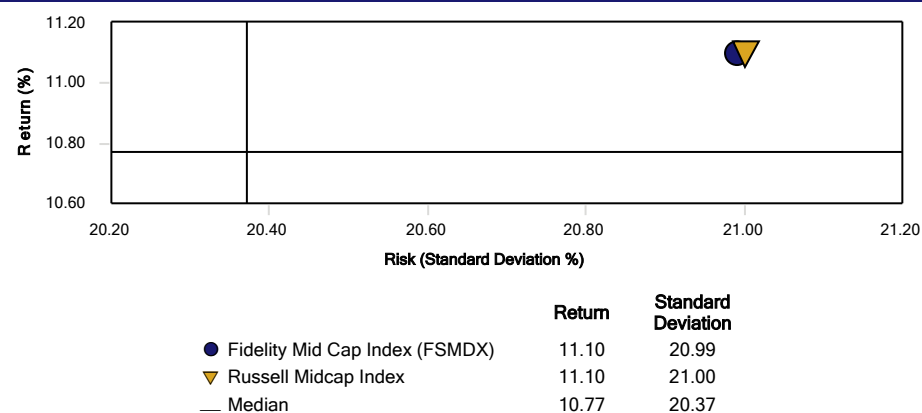 11.20
11.00
10.80
10.60
Return (%)
20.20 20.40 20.60 20.80 21.00 21.20
Risk (Standard Deviation %)
Return Standard Deviation
Fidelity Mid Cap Index (FSMDX) 11.10 20.99
Russell Midcap Index 11.10 21.00
Median 10.77 20.37